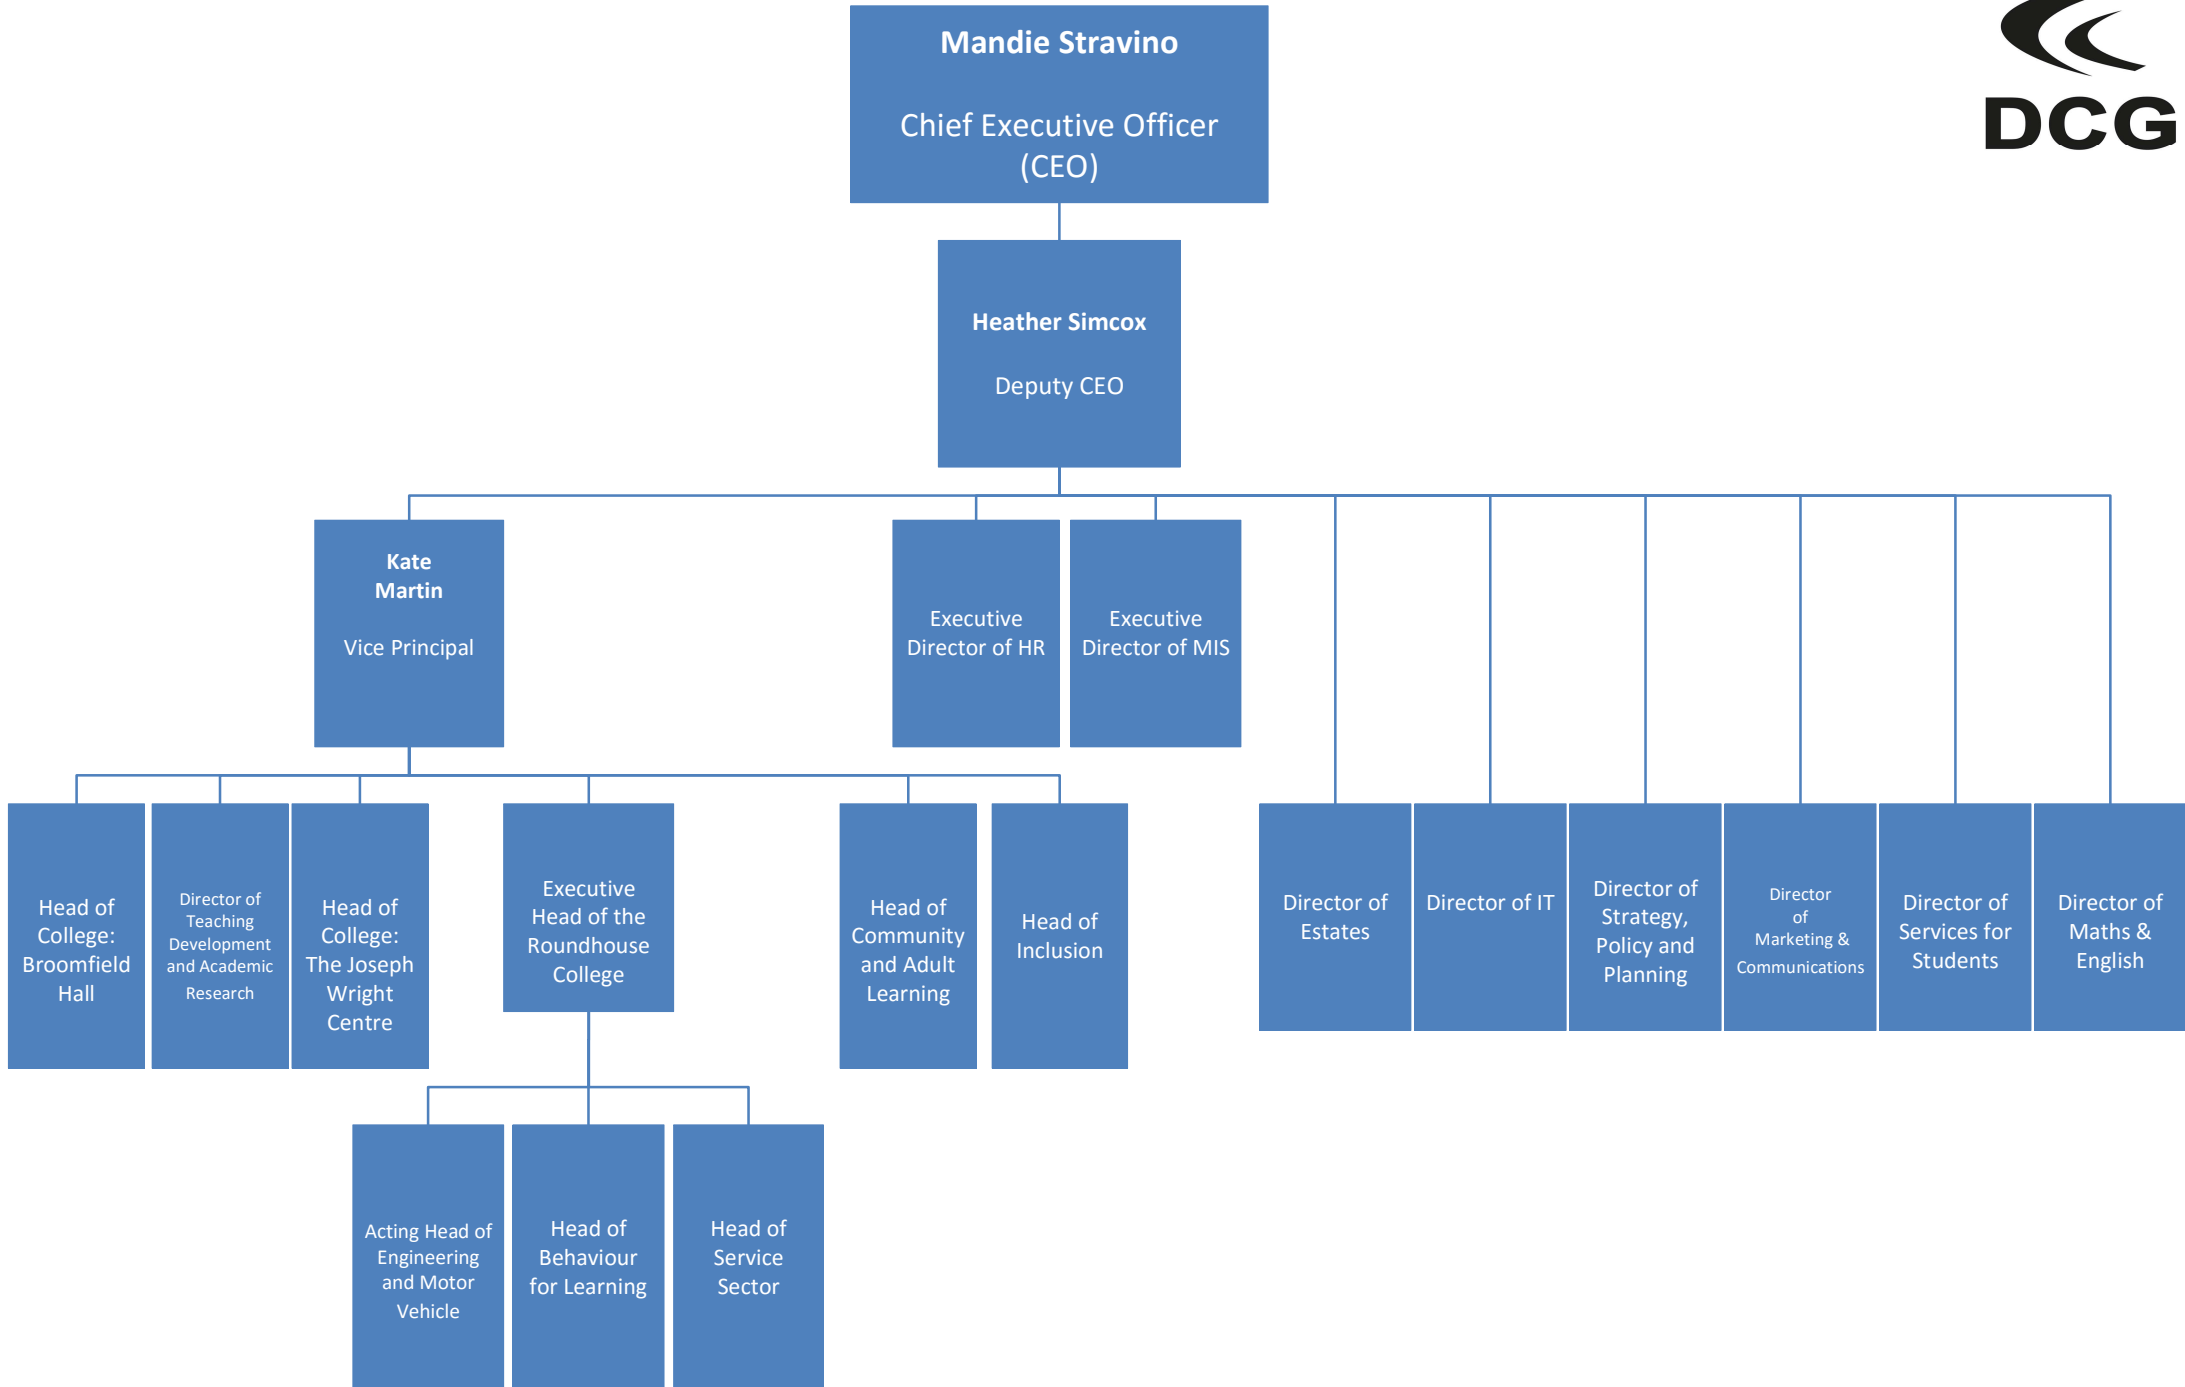 Mandie Stravino
Chief Executive Officer
(CEO)
DCG
Heather Simcox
Deputy CEO
Kate
Martin
Vice Principal
Executive
Director of HR
Executive
Director of MIS
Head of
College:
Broomfield
Hall
Director of
Teaching
Development
and Academic
Research
Head of
College:
The Joseph
Wright
Centre
Executive
Head of the
Roundhouse
College
Head of
Community
and Adult
Learning
Head of
Inclusion
Director of
Estates
Director of IT
Director of
Strategy,
Policy and
Planning
Director
of
Marketing &
Communications
Director of
Services for
Students
Director of
Maths &
English
Acting Head of
Engineering
and Motor
Vehicle
Head of
Behaviour
for Learning
Head of
Service
Sector